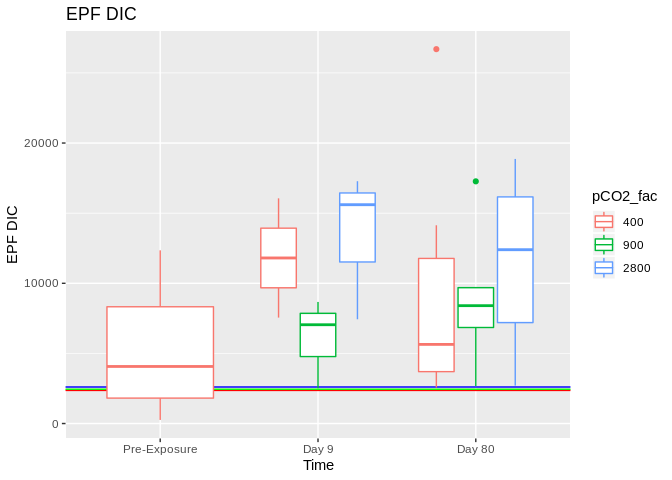 EPF DIC
EPF DIC
20000
10000
0
Pre-Exposure Day 9 Day 80
Time
pCO2_fac
400
900
2800